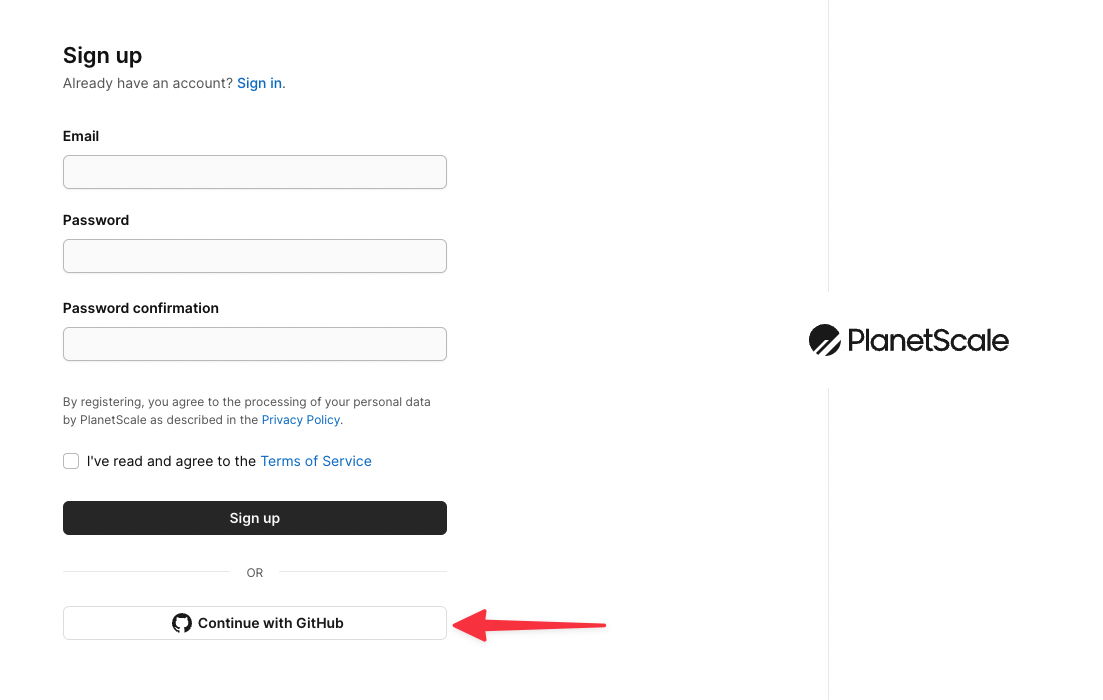 Sign up
Already have an account? Sign in.
Email
Password
Password confirmation
PlanetScale
By registering, you agree to the processing of your personal data
by PlanetScale as described in the Privacy Policy.
I've read and agree to the Terms of Service
Sign up
OR
Continue with GitHub